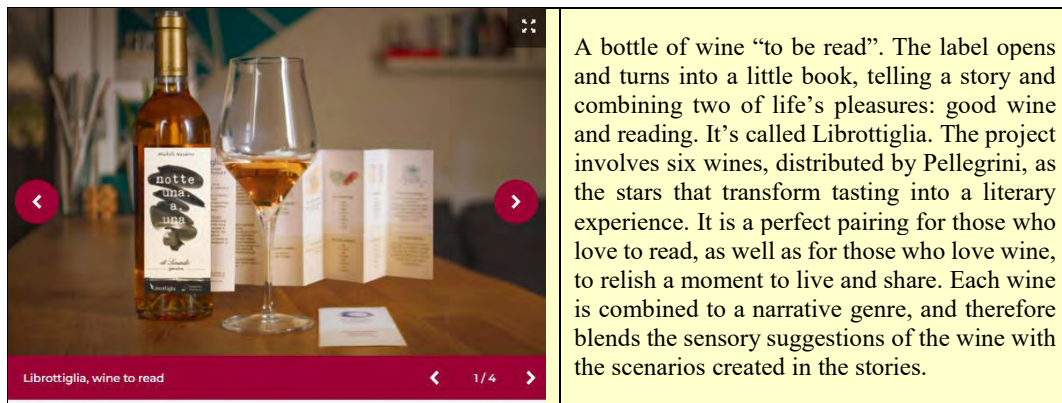 notte
una
a
una
Librottiglia
Librottiglia, wine to read
1/4
A bottle of wine “to be read”. The label opens
and turns into a little book, telling a story and
combining two of life’s pleasures: good wine
and reading. It’s called Librottiglia. The project
involves six wines, distributed by Pellegrini, as
the stars that transform tasting into a literary
experience. It is a perfect pairing for those who
love to read, as well as for those who love wine,
to relish a moment to live and share. Each wine
is combined to a narrative genre, and therefore
blends the sensory suggestions of the wine with
the scenarios created in the stories.